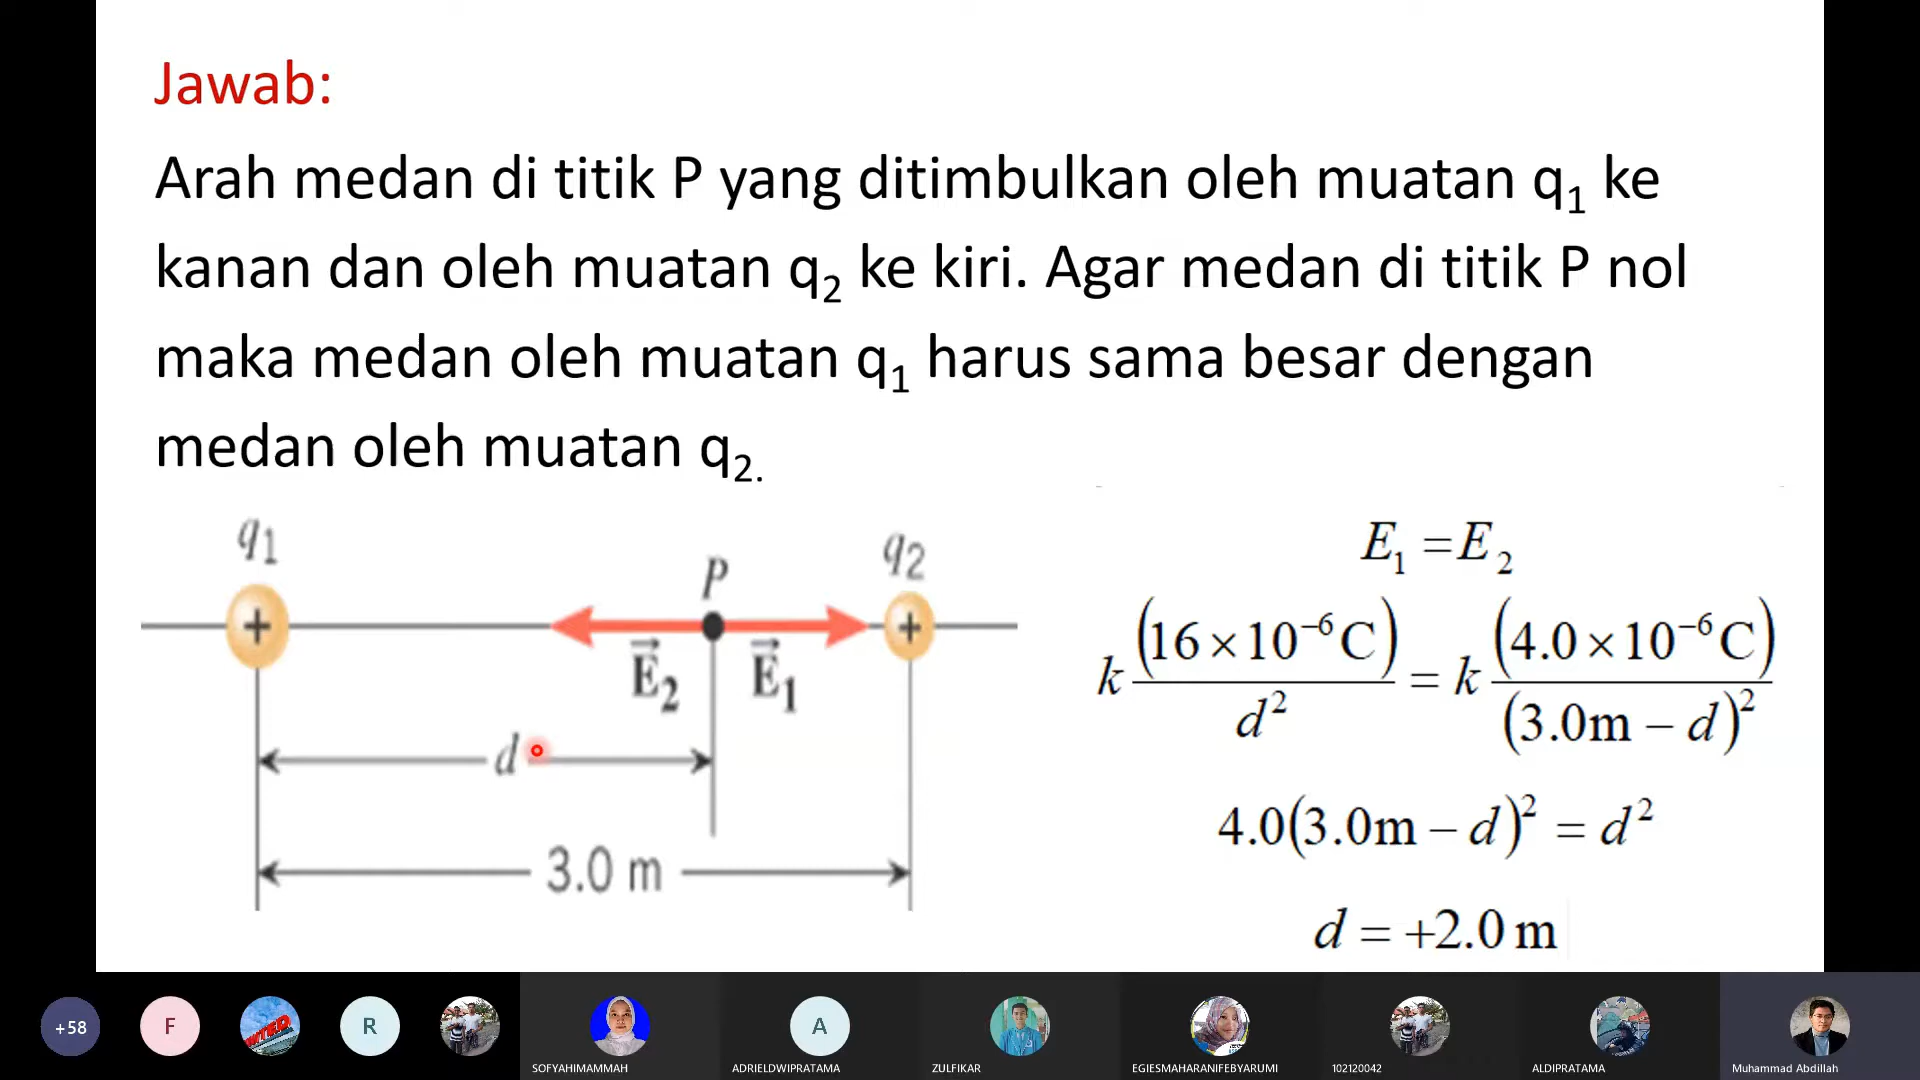 Jawab:
Arah medan di titik P yang ditimbulkan oleh muatan q₁ ke
kanan dan oleh muatan q₂ ke kiri. Agar medan di titik P nol
maka medan oleh muatan q₁ harus sama besar dengan
medan oleh muatan q₂.
q1
P
q2
+
+
E⃗₂
E⃗₁
d
3.0 m
E₁ = E₂
k (16 × 10⁻⁶ C) / d² = k (4.0 × 10⁻⁶ C) / (3.0m − d)²
4.0(3.0m − d)² = d²
d = +2.0 m
+58
F
R
A
SOFYAHIMAMMAH
ADRIELDWIPRATAMA
ZULFIKAR
EGIESMAHARANIFEBYARUMI
102120042
ALDIPRATAMA
Muhammad Abdillah